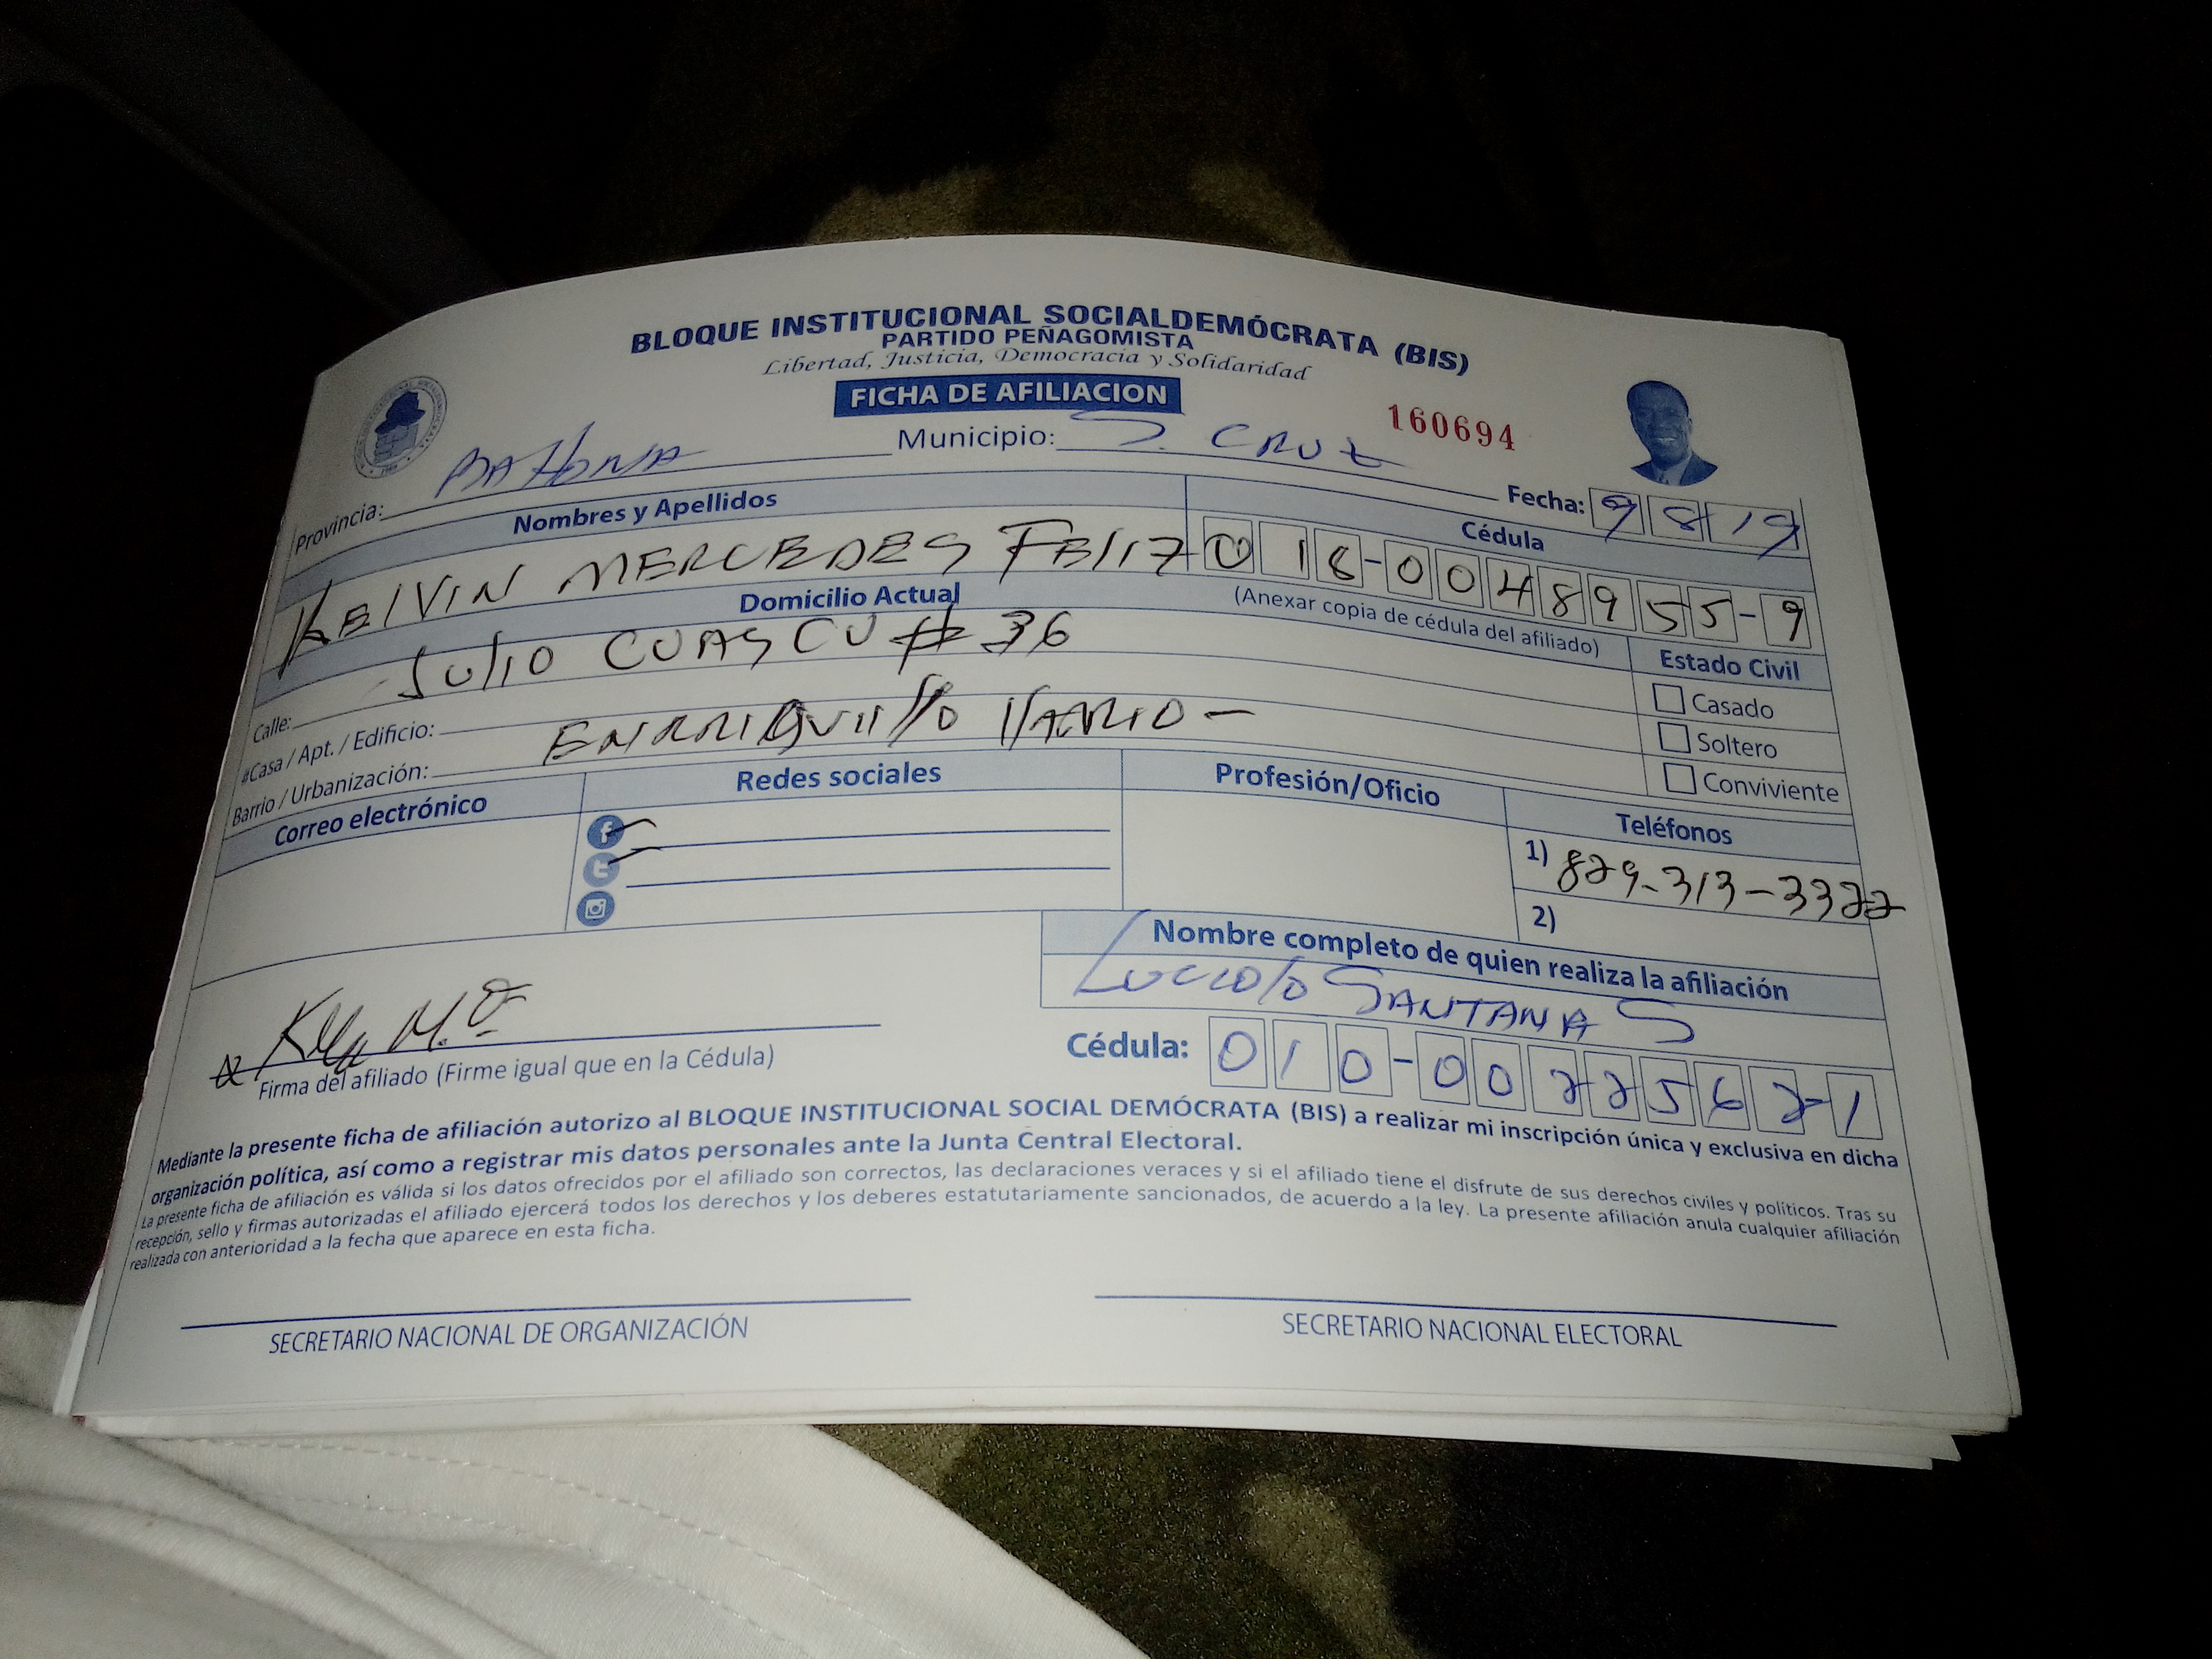 BLOQUE INSTITUCIONAL SOCIALDEMÓCRATA (BIS)
PARTIDO PEÑAGOMISTA
Libertad, Justicia, Democracia y Solidaridad
FICHA DE AFILIACION
160694
Provincia: BAHONA Municipio: S. CRUZ
Fecha: 9 8 19
Nombres y Apellidos Cédula
KELVIN MERCEDES FELIZ 018-0048955-9
Domicilio Actual (Anexar copia de cédula del afiliado)
Calle: JULIO CUASCU # 36
#Casa / Apt. / Edificio:
Barrio / Urbanización: ENRRIQUILLO
Estado Civil
Casado
Soltero
Conviviente
Correo electrónico Redes sociales Profesión/Oficio Teléfonos
1) 829-313-3322
2)
Nombre completo de quien realiza la afiliación
SANTANA S
Cédula: 010-0022562-1
Firma del afiliado (Firme igual que en la Cédula)
Mediante la presente ficha de afiliación autorizo al BLOQUE INSTITUCIONAL SOCIAL DEMÓCRATA (BIS) a realizar mi inscripción única y exclusiva en dicha
organización política, así como a registrar mis datos personales ante la Junta Central Electoral.
La presente ficha de afiliación es válida si los datos ofrecidos por el afiliado son correctos, las declaraciones veraces y si el afiliado tiene el disfrute de sus derechos civiles y políticos. Tras su
recepción, sello y firmas autorizadas el afiliado ejercerá todos los derechos y los deberes estatutariamente sancionados, de acuerdo a la ley. La presente afiliación anula cualquier afiliación
realizada con anterioridad a la fecha que aparece en esta ficha.
SECRETARIO NACIONAL DE ORGANIZACIÓN SECRETARIO NACIONAL ELECTORAL